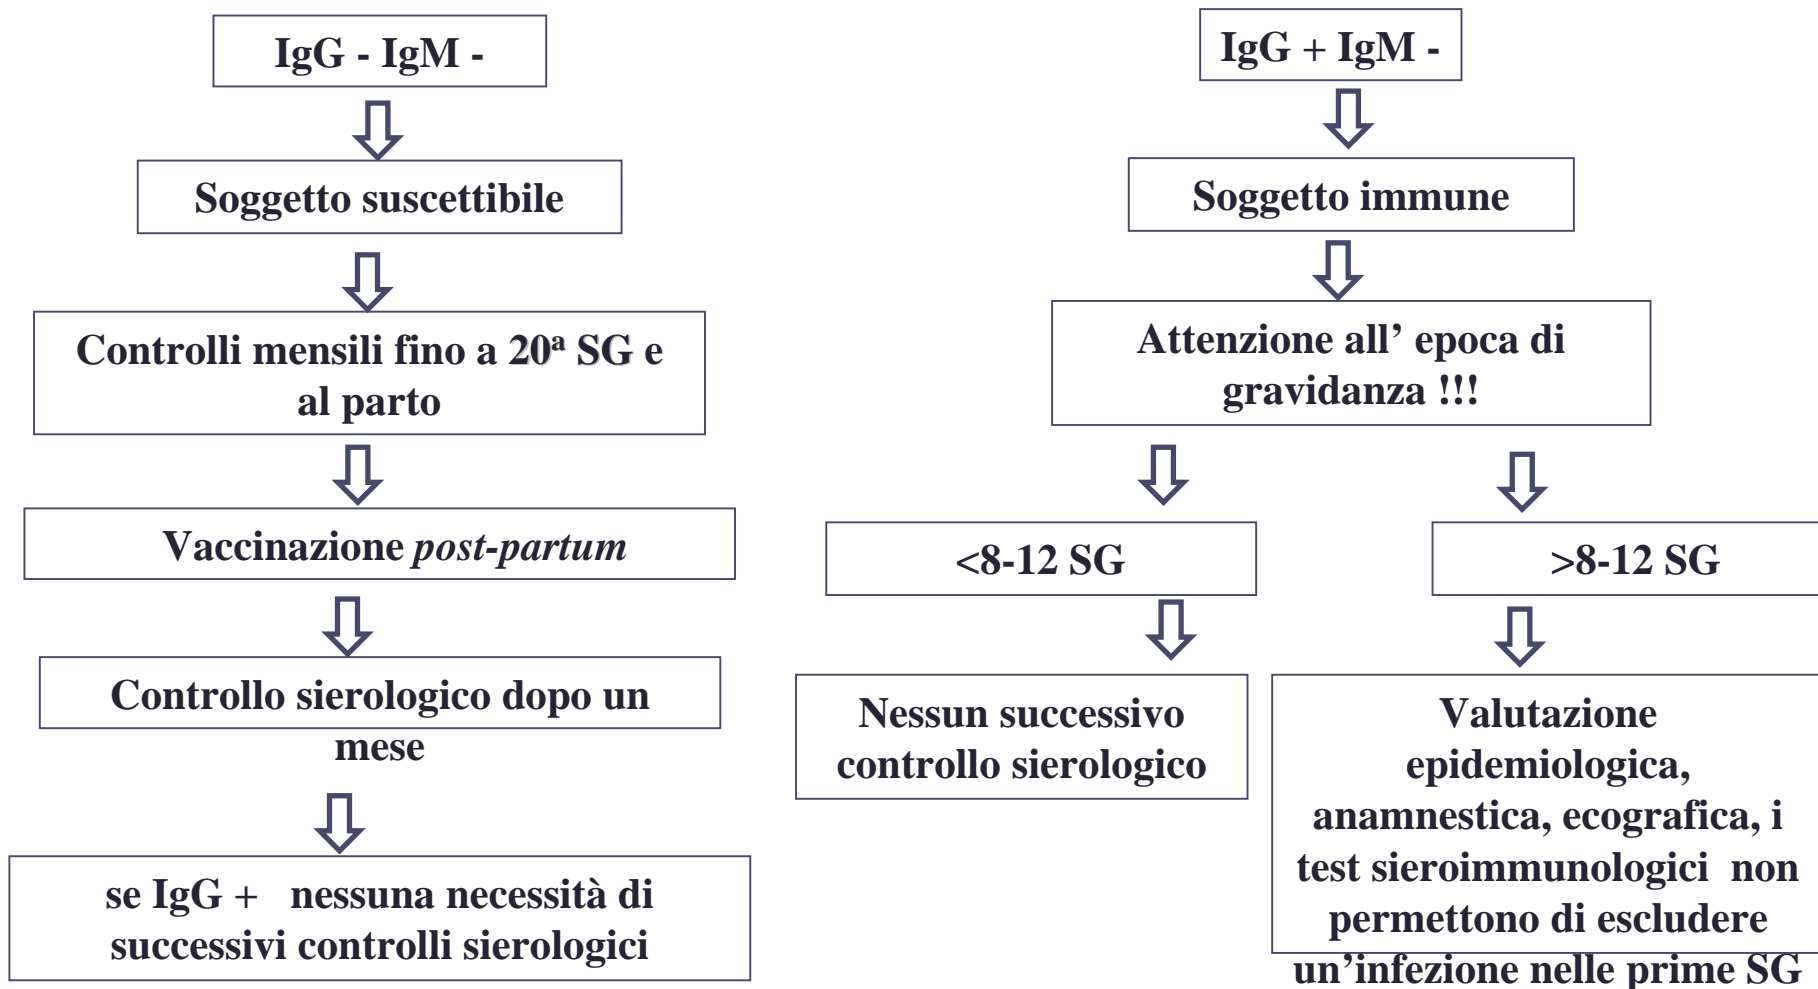 IgG - IgM -
Soggetto suscettibile
Controlli mensili fino a 20ª SG e
al parto
Vaccinazione post-partum
Controllo sierologico dopo un
mese
se IgG + nessuna necessità di
successivi controlli sierologici
IgG + IgM -
Soggetto immune
Attenzione all’ epoca di
gravidanza !!!
<8-12 SG
Nessun successivo
controllo sierologico
>8-12 SG
Valutazione
epidemiologica,
anamnestica, ecografica, i
test sieroimmunologici non
permettono di escludere
un’infezione nelle prime SG